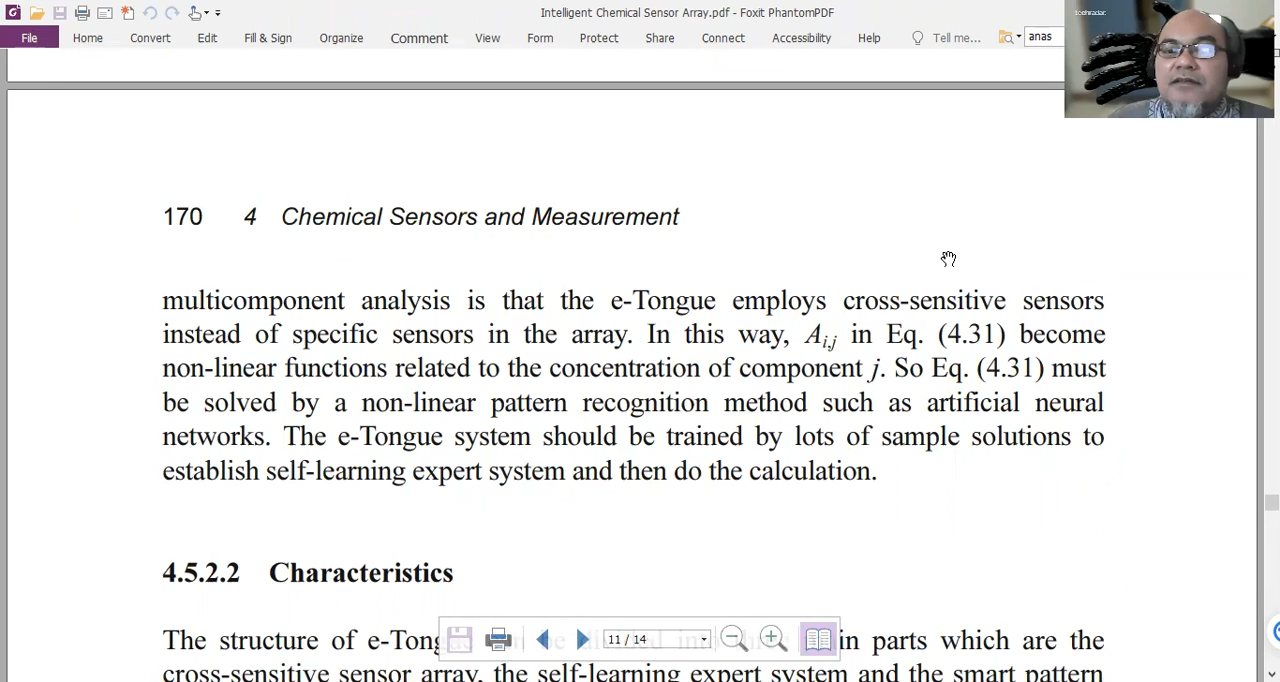 Intelligent Chemical Sensor Array.pdf - Foxit PhantomPDF
File Home Convert Edit Fill & Sign Organize Comment View Form Protect Share Connect Accessibility Help Tell me... anas
170 4 Chemical Sensors and Measurement
multicomponent analysis is that the e-Tongue employs cross-sensitive sensors
instead of specific sensors in the array. In this way, Ai,j in Eq. (4.31) become
non-linear functions related to the concentration of component j. So Eq. (4.31) must
be solved by a non-linear pattern recognition method such as artificial neural
networks. The e-Tongue system should be trained by lots of sample solutions to
establish self-learning expert system and then do the calculation.
4.5.2.2 Characteristics
The structure of e-Tong in parts which are the
11 / 14
cross-sensitive sensor array, the self-learning expert system and the smart pattern